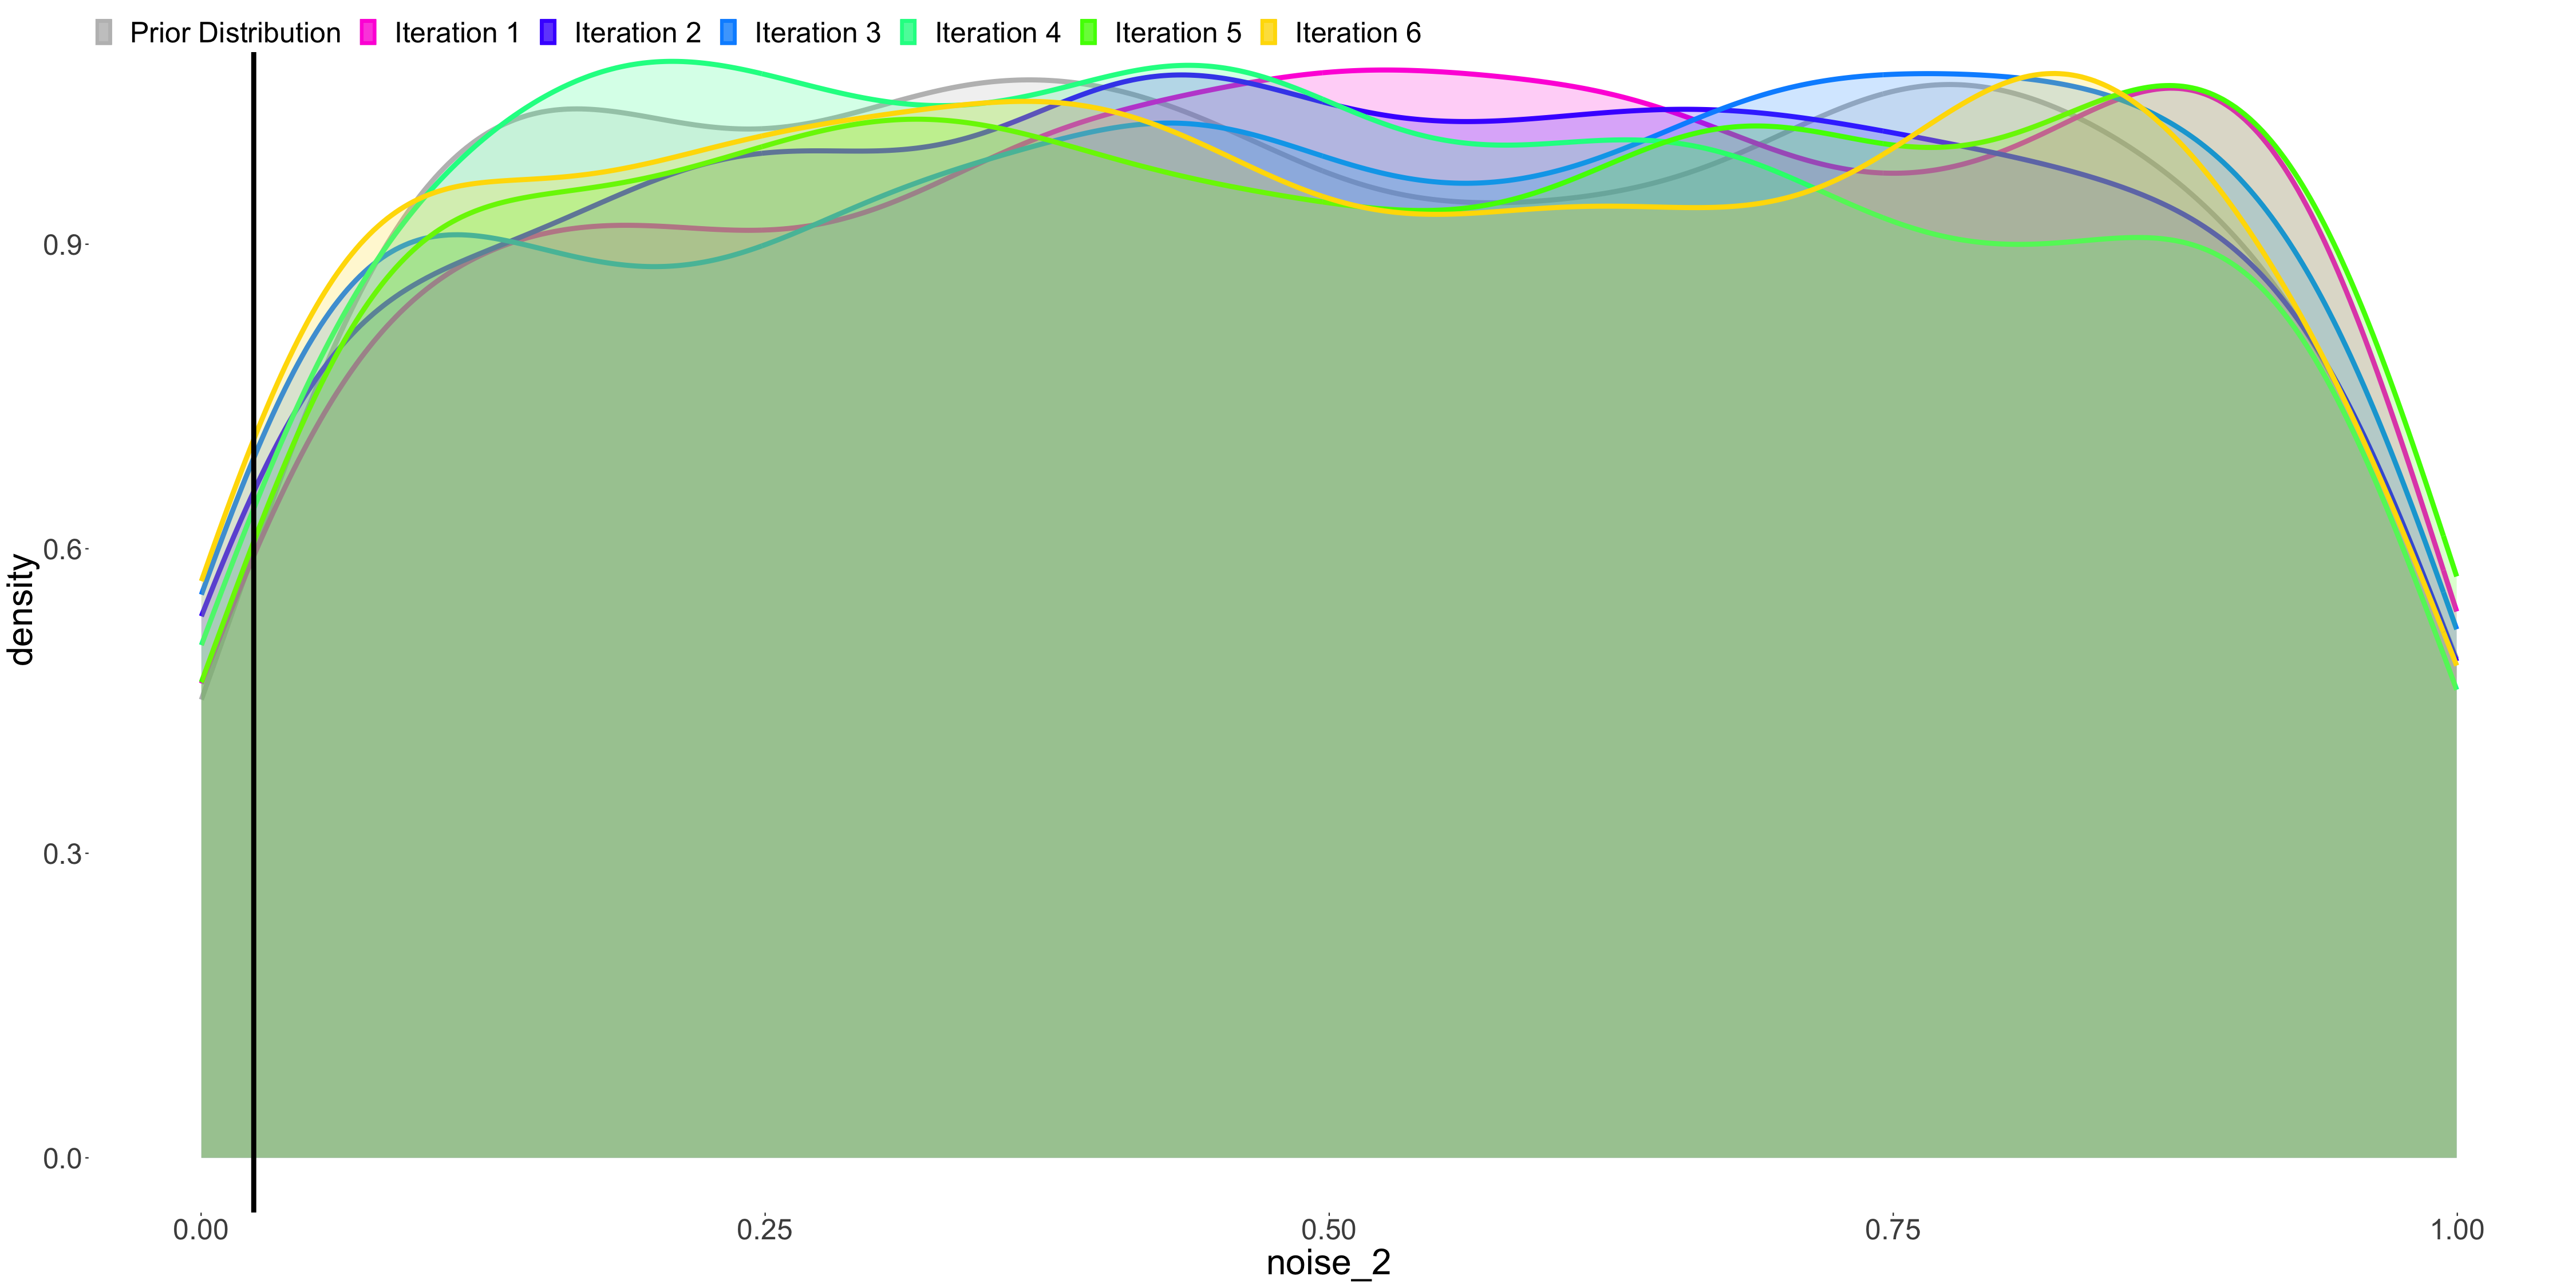 Prior Distribution Iteration 1 Iteration 2 Iteration 3 Iteration 4 Iteration 5 Iteration 6
density
0.9
0.6
0.3
0.0
0.00 0.25 0.50 0.75 1.00
noise_2